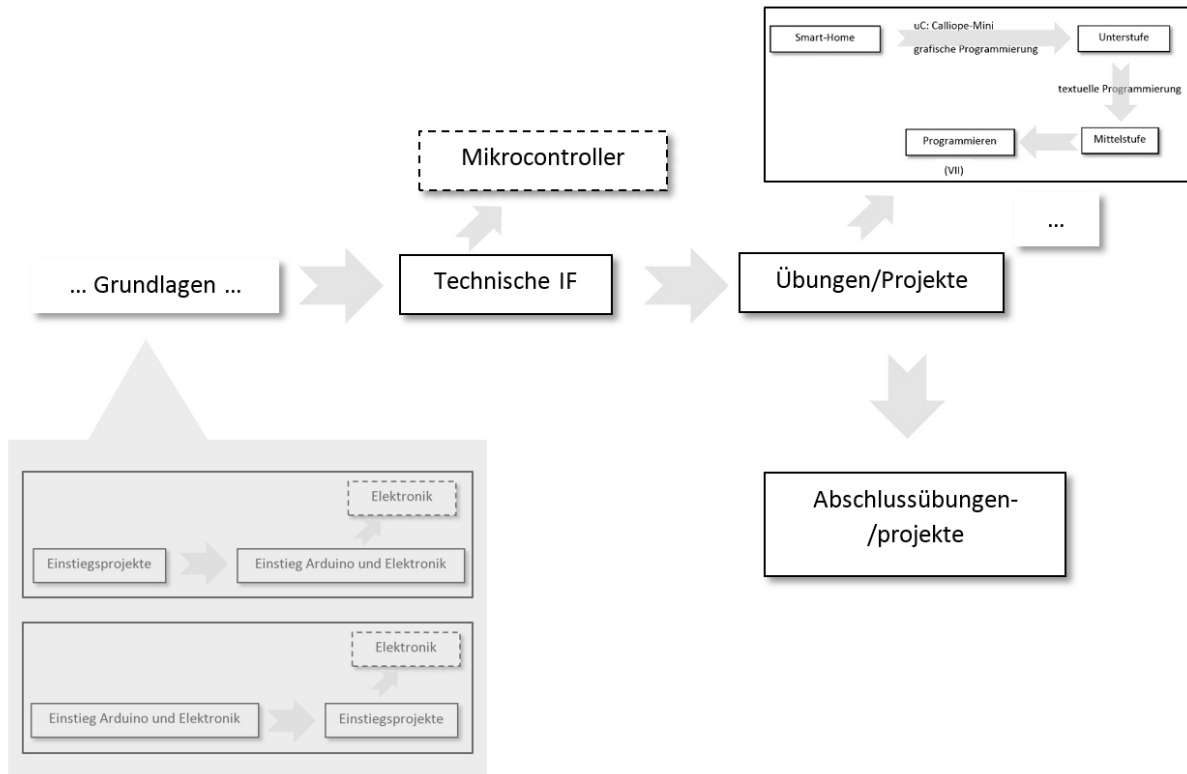 Smart-Home
uC: Calliope-Mini
grafische Programmierung
Unterstufe
textuelle Programmierung
Mittelstufe
Programmieren
(VII)
Mikrocontroller
...
... Grundlagen ...
Technische IF
Übungen/Projekte
Abschlussübungen-
/projekte
Elektronik
Einstiegsprojekte
Einstieg Arduino und Elektronik
Elektronik
Einstieg Arduino und Elektronik
Einstiegsprojekte